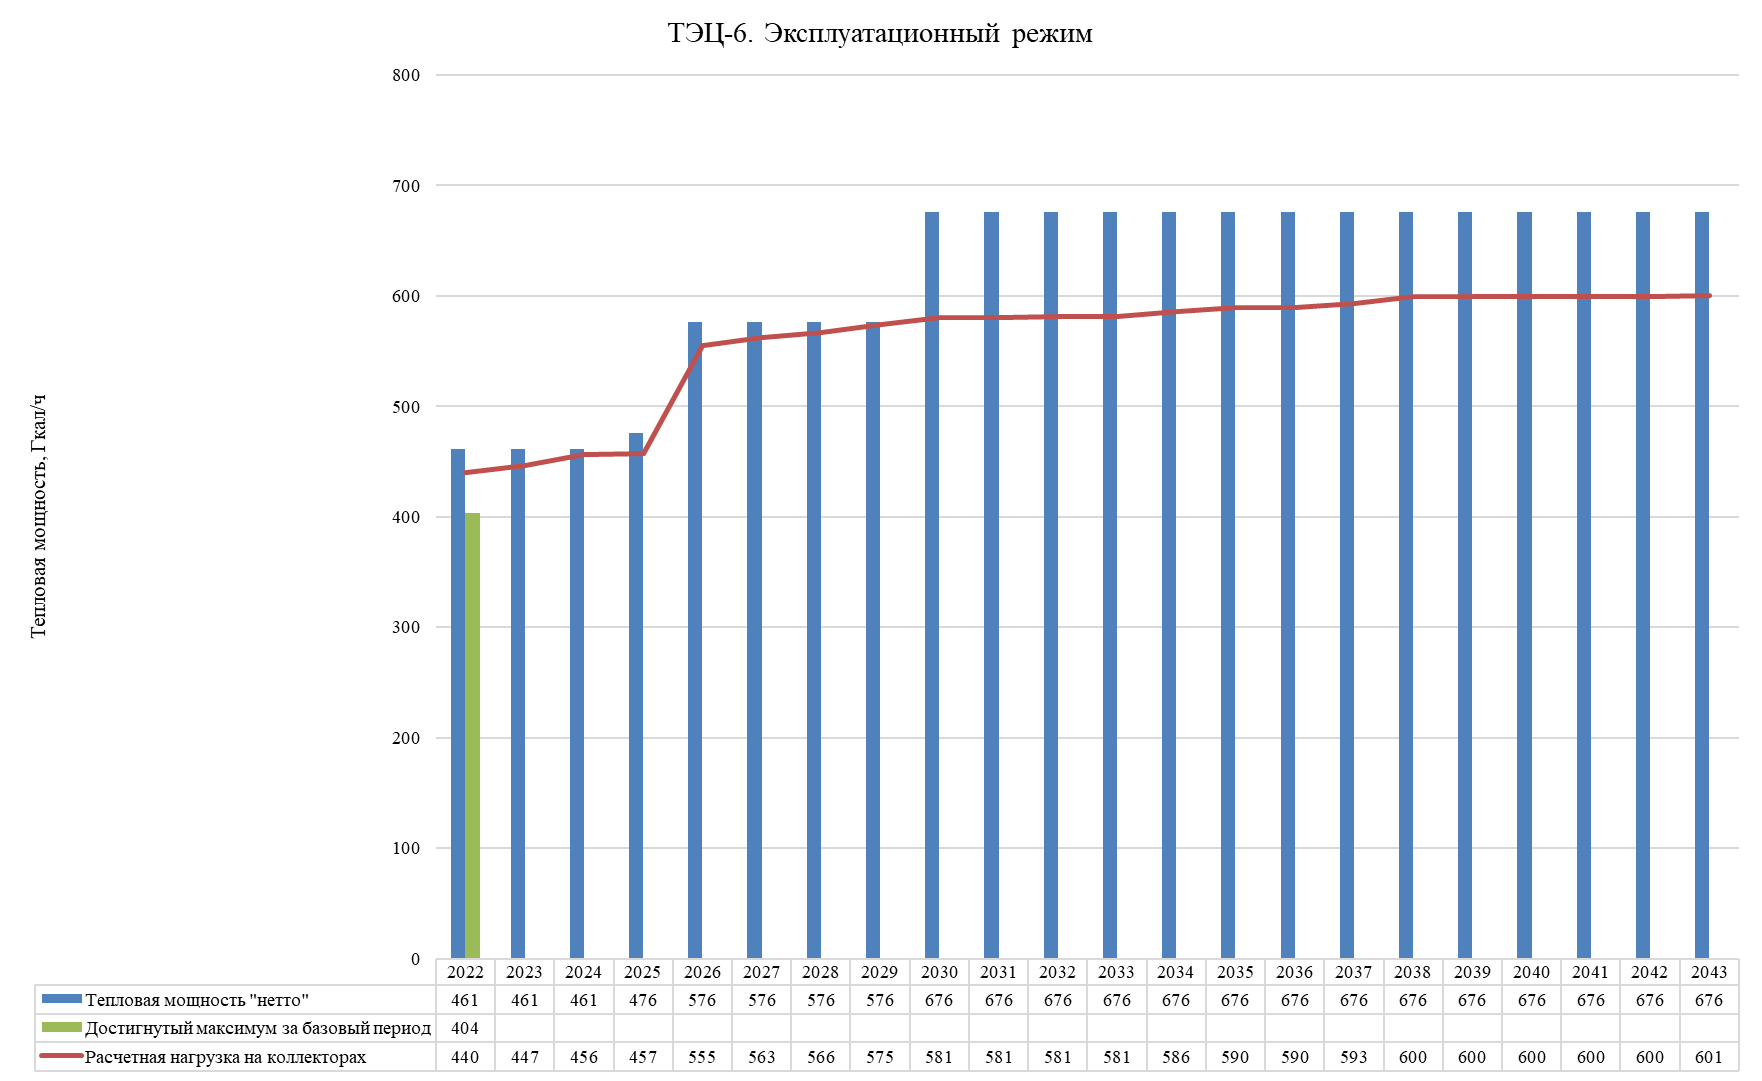 ТЭЦ-6. Эксплуатационный режим
800
700
600
500
400
300
200
100
0
Тепловая мощность, Гкал/ч
2022 2023 2024 2025 2026 2027 2028 2029 2030 2031 2032 2033 2034 2035 2036 2037 2038 2039 2040 2041 2042 2043
Тепловая мощность "нетто" 461 461 461 476 576 576 576 576 676 676 676 676 676 676 676 676 676 676 676 676 676 676
Достигнутый максимум за базовый период 404
Расчетная нагрузка на коллекторах 440 447 456 457 555 563 566 575 581 581 581 581 586 590 590 593 600 600 600 600 600 601